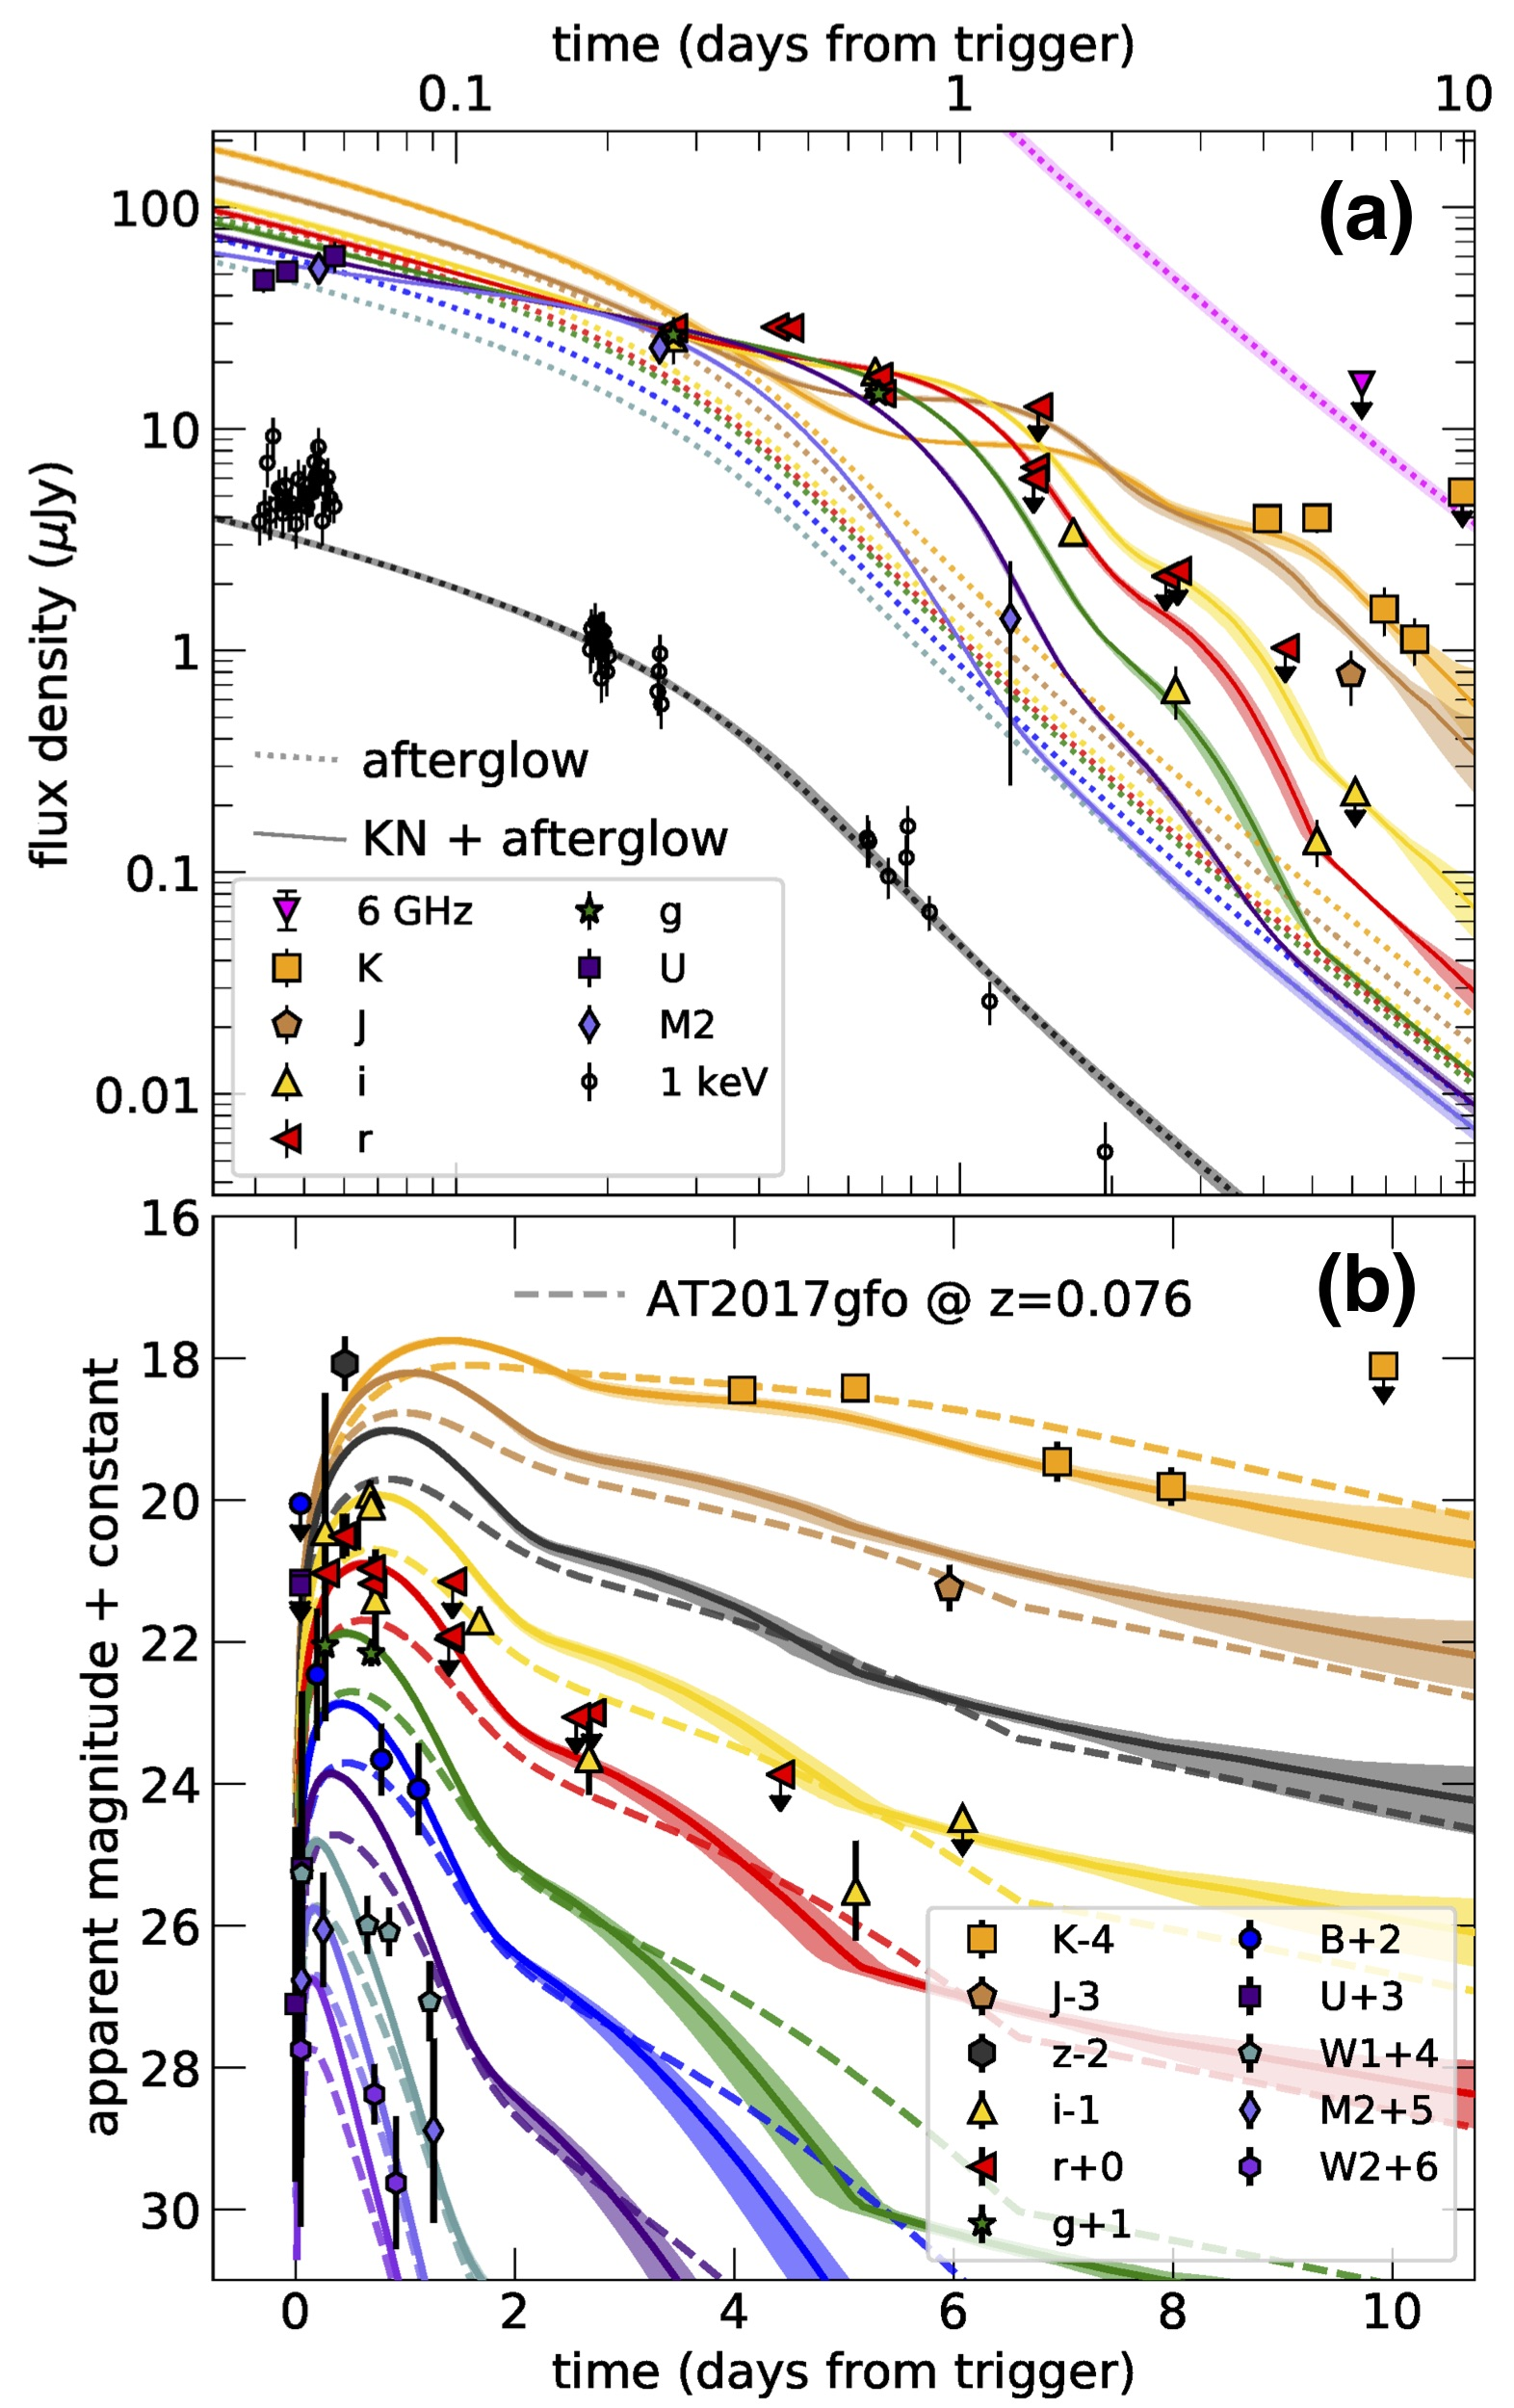 time (days from trigger)
0.1 1 10
(a)
100
10
1
0.1
0.01
flux density (μJy)
afterglow
KN + afterglow
6 GHz
K
J
i
r
g
U
M2
1 keV
(b)
AT2017gfo @ z=0.076
16
18
20
22
24
26
28
30
apparent magnitude + constant
K-4
J-3
z-2
i-1
r+0
g+1
B+2
U+3
W1+4
M2+5
W2+6
0 2 4 6 8 10
time (days from trigger)